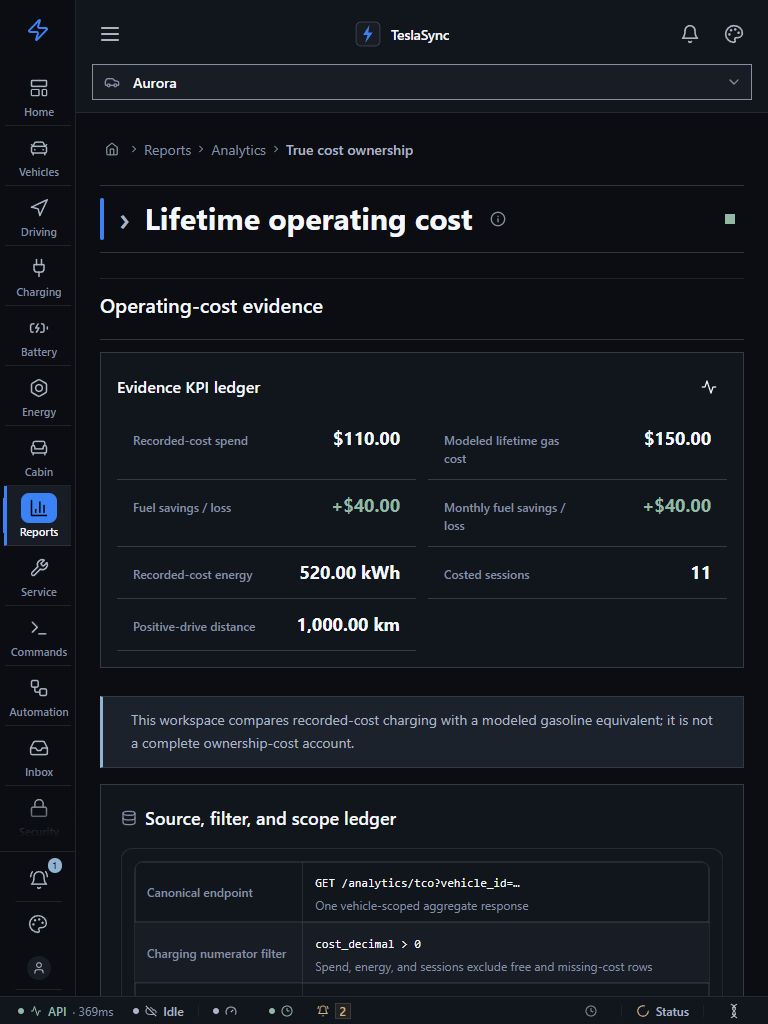 TeslaSync
Aurora
Home
Vehicles
Driving
Charging
Battery
Energy
Cabin
Reports
Service
Commands
Automation
Inbox
Security
1
Reports > Analytics > True cost ownership
Lifetime operating cost
Operating-cost evidence
Evidence KPI ledger
Recorded-cost spend
$110.00
Modeled lifetime gas
cost
$150.00
Fuel savings / loss
+$40.00
Monthly fuel savings /
loss
+$40.00
Recorded-cost energy
520.00 kWh
Costed sessions
11
Positive-drive distance
1,000.00 km
This workspace compares recorded-cost charging with a modeled gasoline equivalent; it is not
a complete ownership-cost account.
Source, filter, and scope ledger
Canonical endpoint
GET /analytics/tco?vehicle_id=…
One vehicle-scoped aggregate response
Charging numerator filter
cost_decimal > 0
Spend, energy, and sessions exclude free and missing-cost rows
API · 369ms
Idle
2
Status